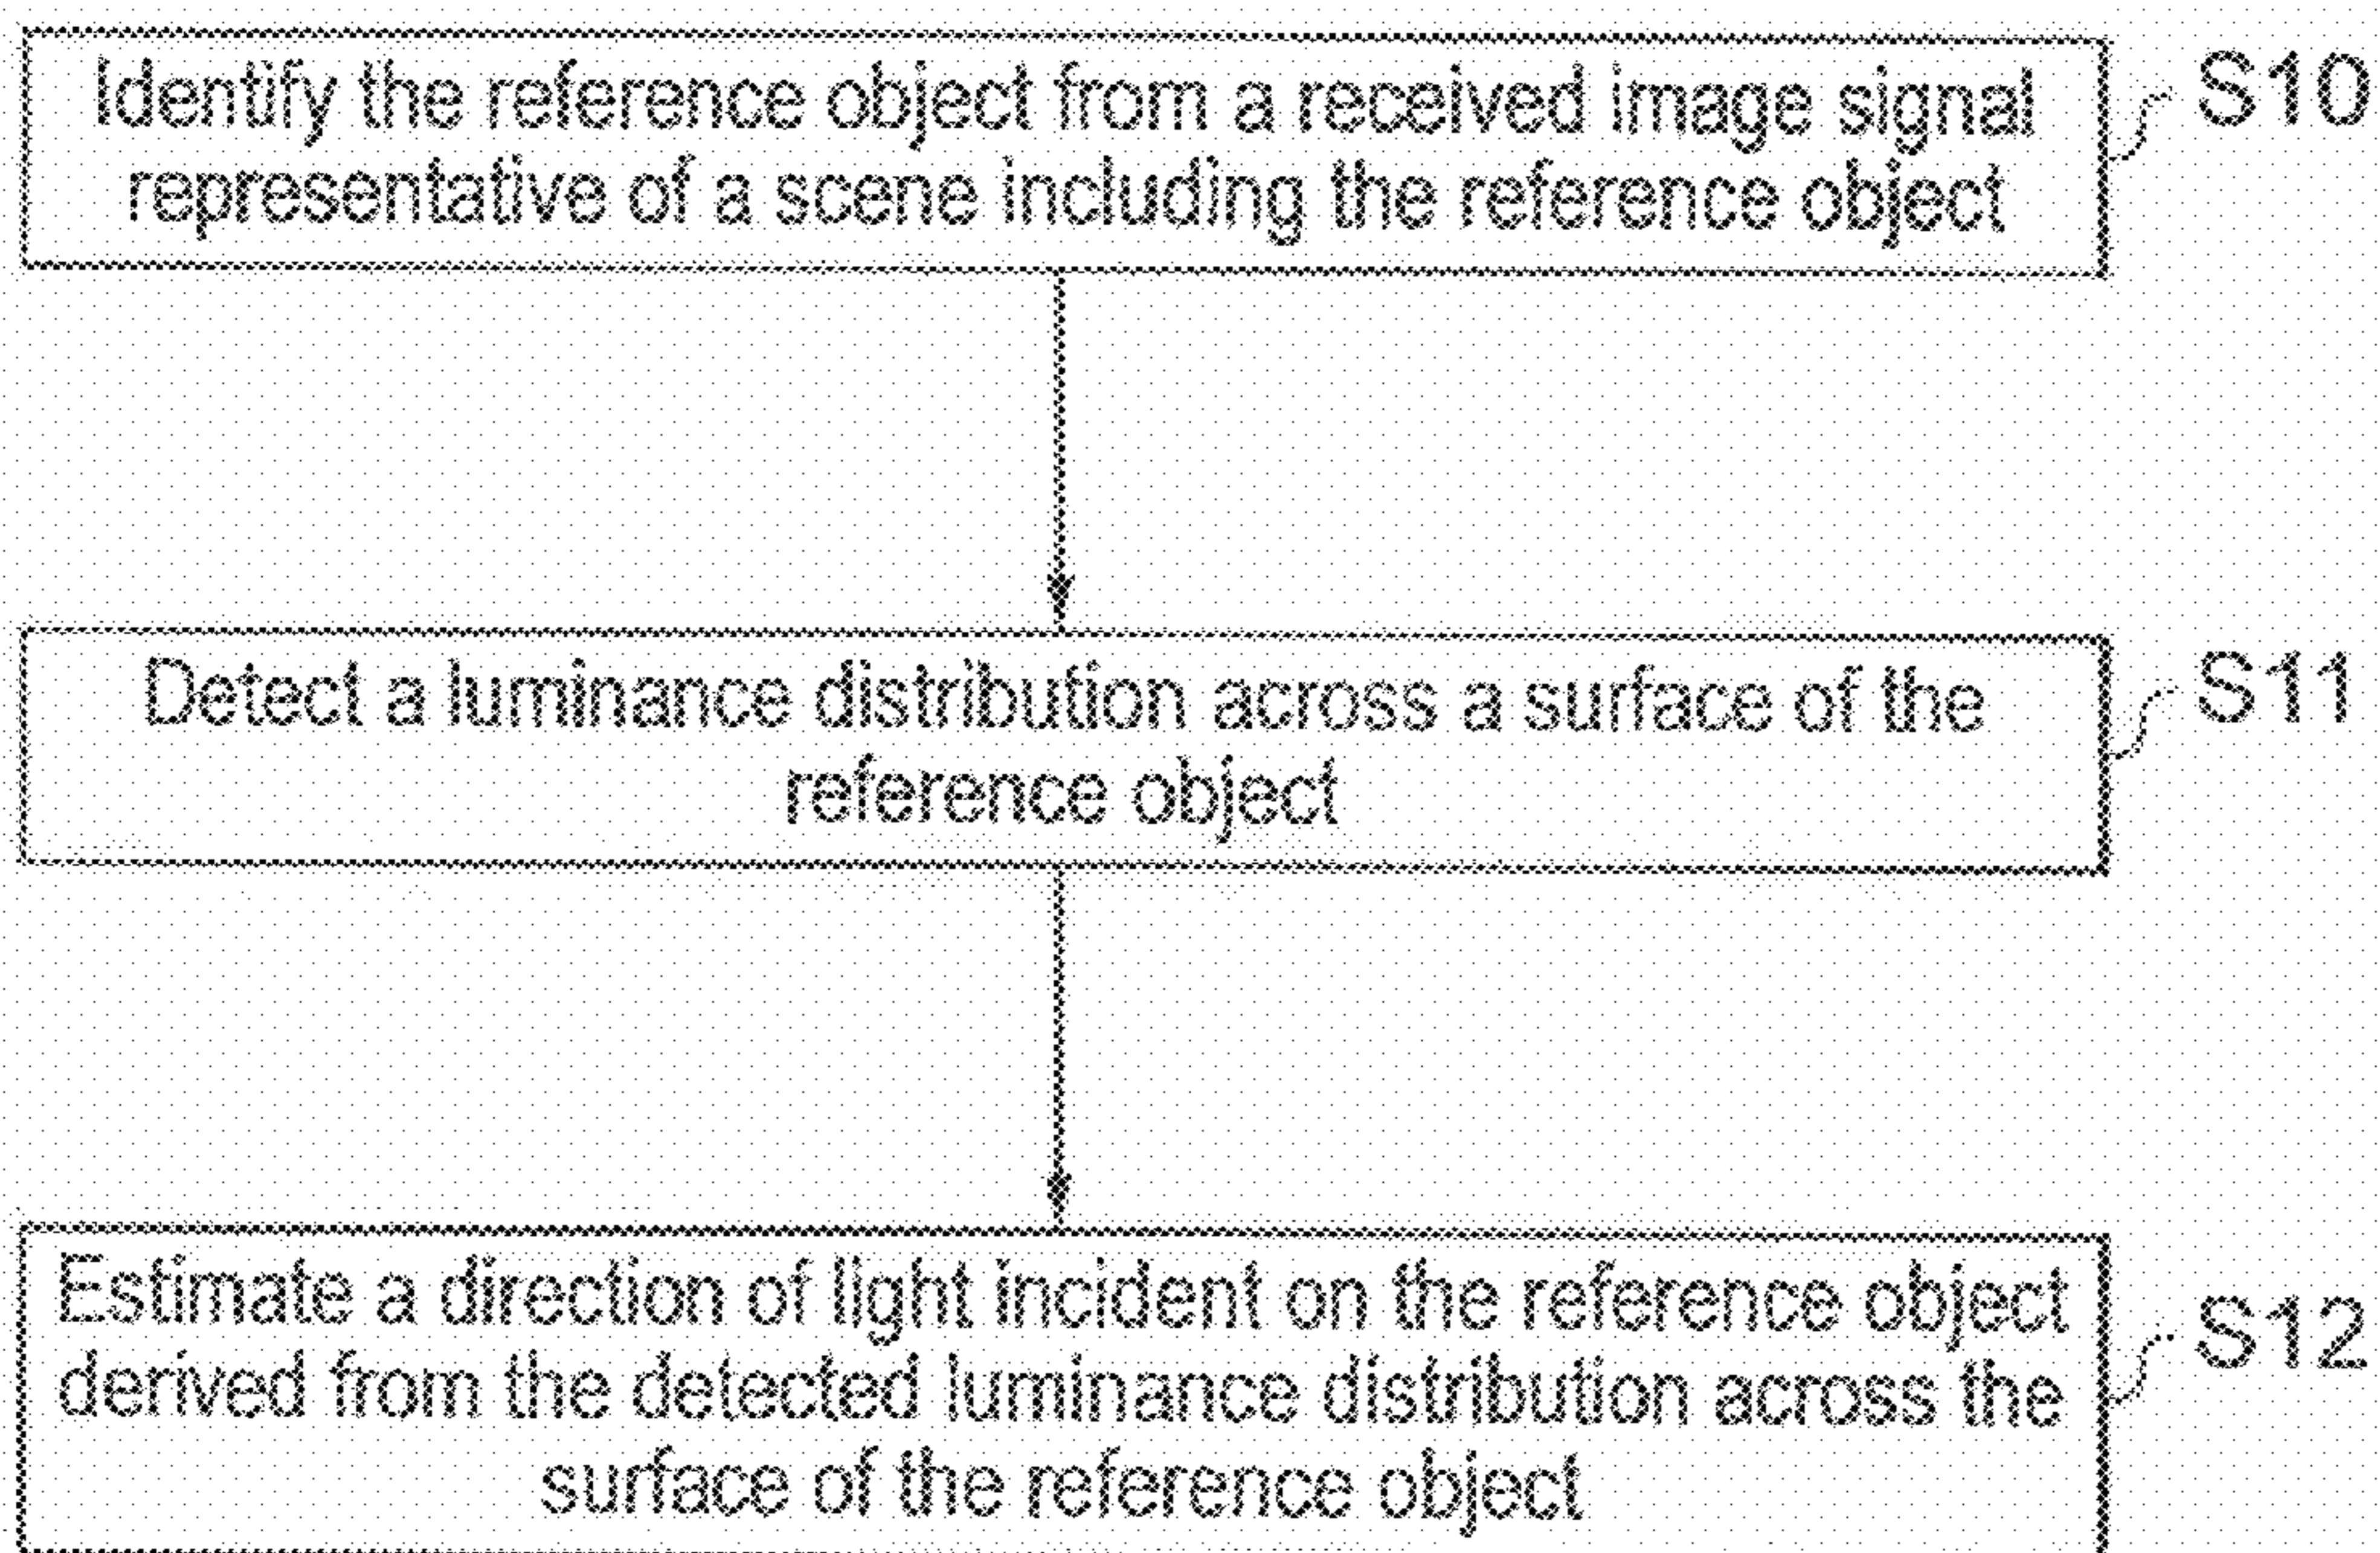 Identify the reference object from a received image signal
representative of a scene including the reference object
S10
Detect a luminance distribution across a surface of the
reference object
S11
Estimate a direction of light incident on the reference object
derived from the detected luminance distribution across the
surface of the reference object
S12